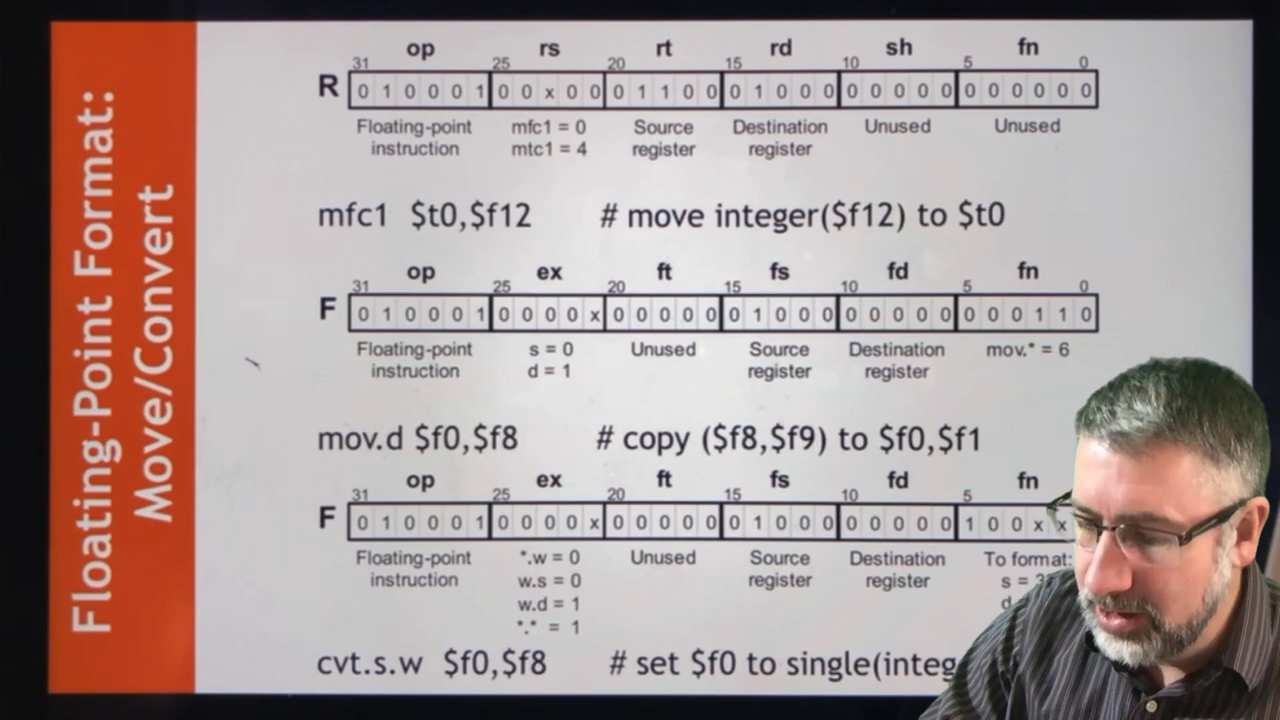 Floating-Point Format:
Move/Convert
op rs rt rd sh fn
31 25 20 15 10 5 0
R 0 1 0 0 0 1 0 0 x 0 0 0 1 1 0 0 0 1 0 0 0 0 0 0 0 0 0 0 0 0 0 0
Floating-point mfc1 = 0 Source Destination Unused Unused
instruction mtc1 = 4 register register
mfc1 $t0,$f12 # move integer($f12) to $t0
op ex ft fs fd fn
31 25 20 15 10 5 0
F 0 1 0 0 0 1 0 0 0 0 x 0 0 0 0 0 0 1 0 0 0 0 0 0 0 0 0 0 0 1 1 0
Floating-point s = 0 Unused Source Destination mov.* = 6
instruction d = 1 register register
mov.d $f0,$f8 # copy ($f8,$f9) to $f0,$f1
op ex ft fs fd fn
31 25 20 15 10 5
F 0 1 0 0 0 1 0 0 0 0 x 0 0 0 0 0 0 1 0 0 0 0 0 0 0 0 1 0 0 x x
Floating-point *.w = 0 Unused Source Destination To format:
instruction w.s = 0 register register s =
w.d = 1 d
*.* = 1
cvt.s.w $f0,$f8 # set $f0 to